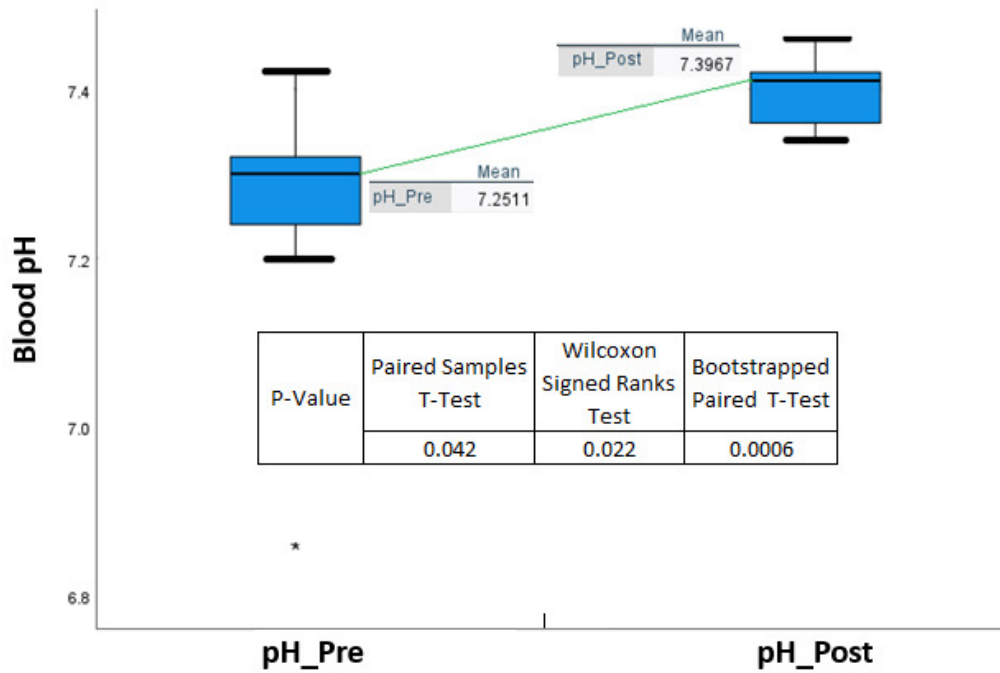 Mean
pH_Post 7.3967
7.4
Mean
pH_Pre 7.2511
7.2
Blood pH
P-Value
Paired Samples
T-Test
Wilcoxon
Signed Ranks
Test
Bootstrapped
Paired T-Test
7.0
0.042 0.022 0.0006
*
6.8
pH_Pre pH_Post